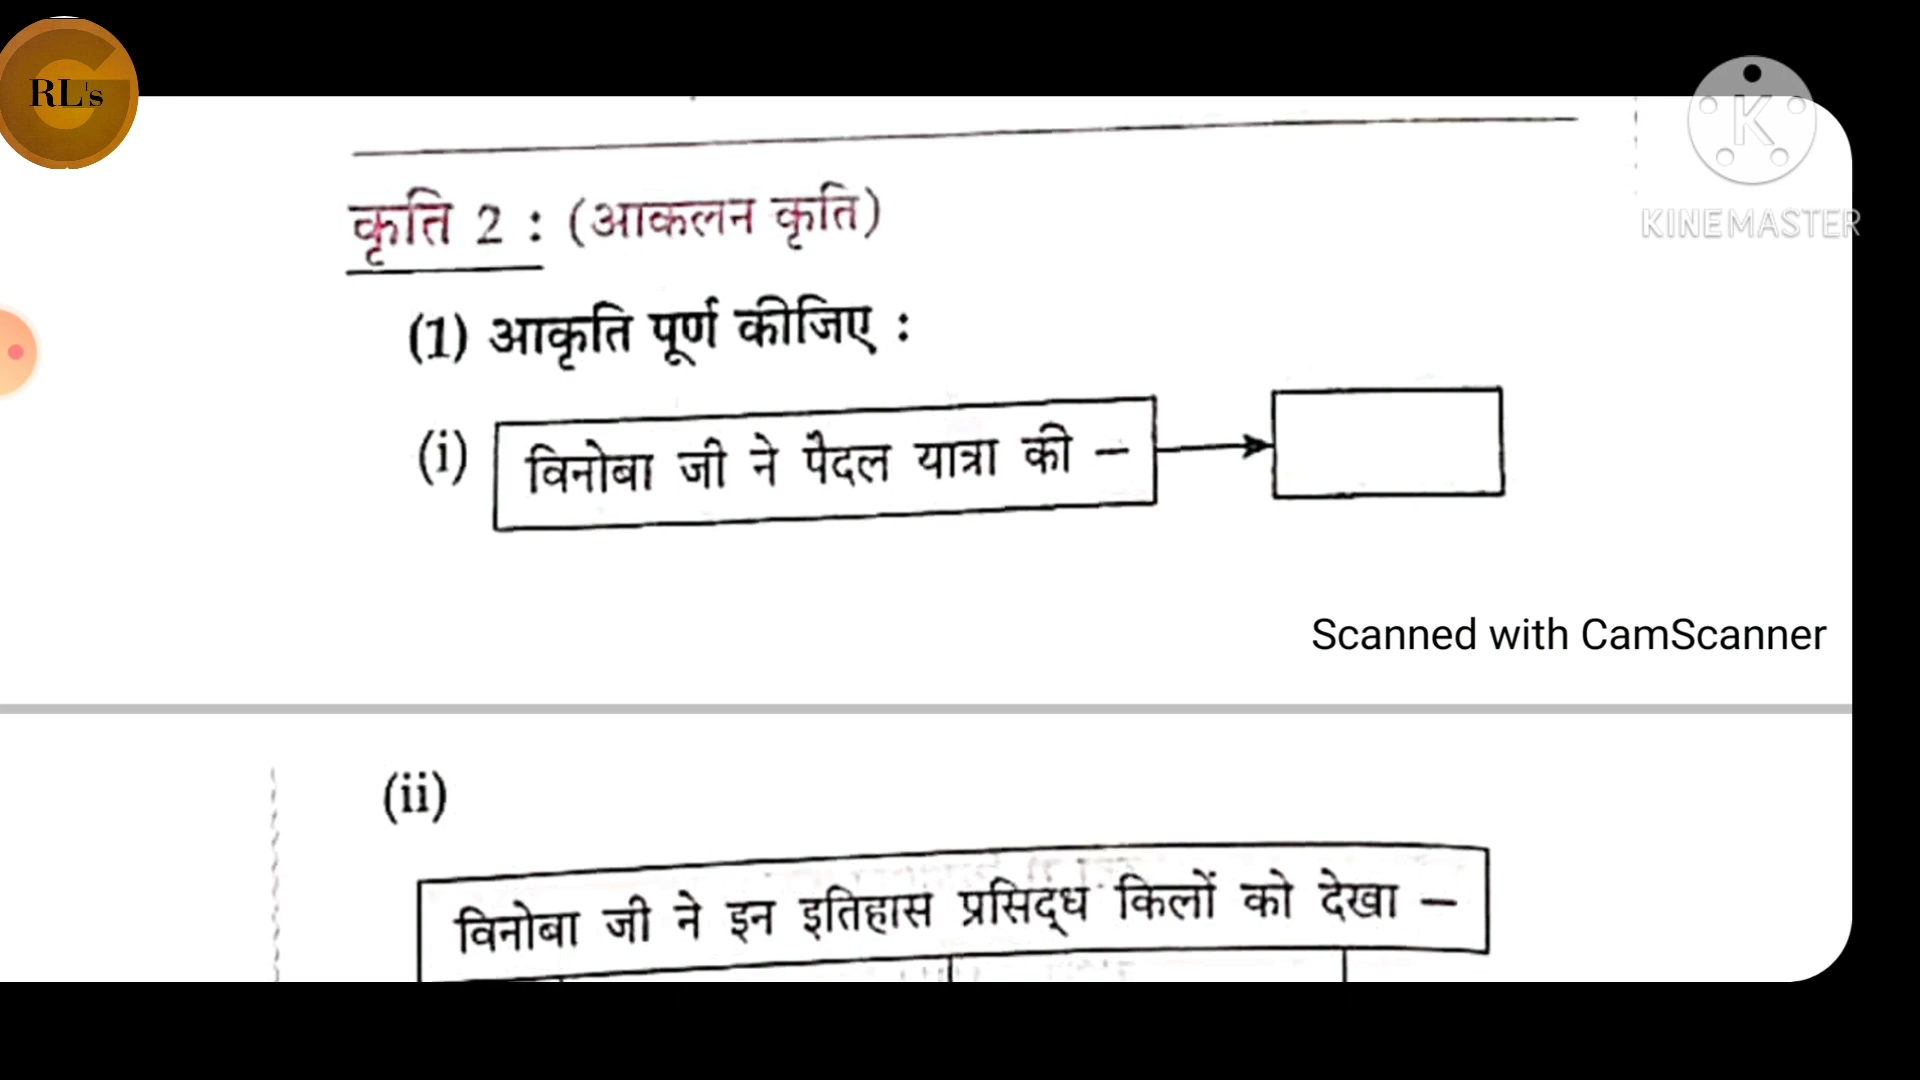 RL's
KINEMASTER
कृति 2 : (आकलन कृति)
(1) आकृति पूर्ण कीजिए :
(i) विनोबा जी ने पैदल यात्रा की –
Scanned with CamScanner
(ii)
विनोबा जी ने इन इतिहास प्रसिद्ध किलों को देखा –